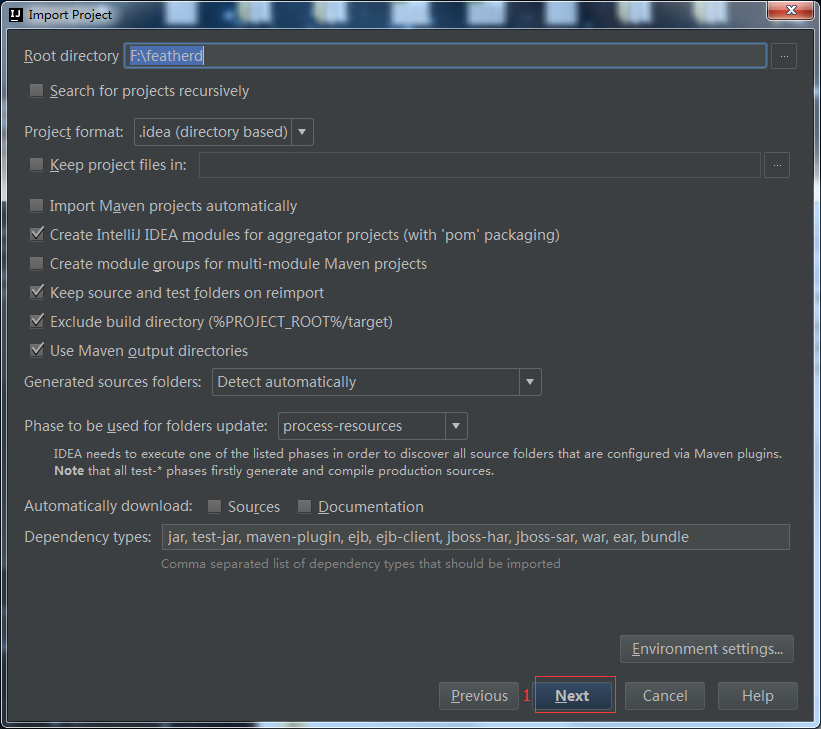 IJ Import Project
Root directory F:\featherd ...
Search for projects recursively
Project format: .idea (directory based)
Keep project files in: ...
Import Maven projects automatically
Create IntelliJ IDEA modules for aggregator projects (with 'pom' packaging)
Create module groups for multi-module Maven projects
Keep source and test folders on reimport
Exclude build directory (%PROJECT_ROOT%/target)
Use Maven output directories
Generated sources folders: Detect automatically
Phase to be used for folders update: process-resources
IDEA needs to execute one of the listed phases in order to discover all source folders that are configured via Maven plugins.
Note that all test-* phases firstly generate and compile production sources.
Automatically download: Sources Documentation
Dependency types: jar, test-jar, maven-plugin, ejb, ejb-client, jboss-har, jboss-sar, war, ear, bundle
Comma separated list of dependency types that should be imported
Environment settings...
Previous 1 Next Cancel Help